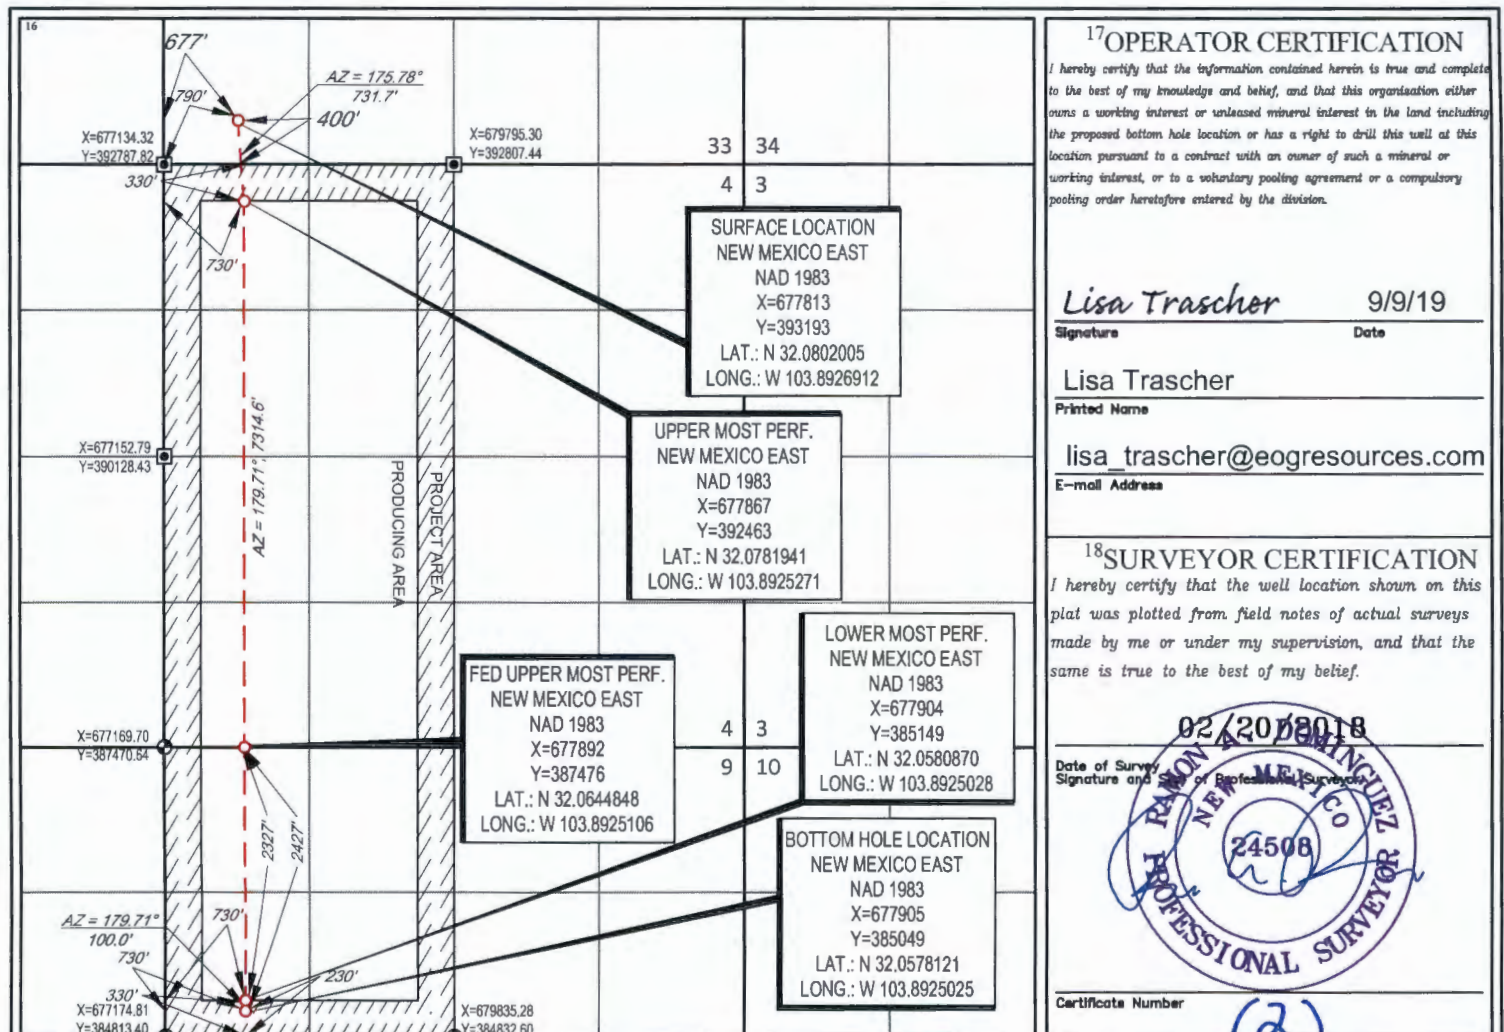 16
677'
790'
AZ = 175.78°
731.7'
400'
X=677134.32
Y=392787.82
X=679795.30
Y=392807.44
33 34
4 3
330'
730'
SURFACE LOCATION
NEW MEXICO EAST
NAD 1983
X=677813
Y=393193
LAT.: N 32.0802005
LONG.: W 103.8926912
UPPER MOST PERF.
NEW MEXICO EAST
NAD 1983
X=677867
Y=392463
LAT.: N 32.0781941
LONG.: W 103.8925271
X=677152.79
Y=390128.43
AZ = 179.71°, 7314.6'
PRODUCING AREA
PROJECT AREA
FED UPPER MOST PERF.
NEW MEXICO EAST
NAD 1983
X=677892
Y=387476
LAT.: N 32.0644848
LONG.: W 103.8925106
LOWER MOST PERF.
NEW MEXICO EAST
NAD 1983
X=677904
Y=385149
LAT.: N 32.0580870
LONG.: W 103.8925028
4 3
9 10
X=677169.70
Y=387470.64
2327'
2427'
BOTTOM HOLE LOCATION
NEW MEXICO EAST
NAD 1983
X=677905
Y=385049
LAT.: N 32.0578121
LONG.: W 103.8925025
AZ = 179.71°
100.0'
730'
730'
330'
230'
X=677174.81
Y=384813.40
X=679835.28
Y=384832.60
17 OPERATOR CERTIFICATION
I hereby certify that the information contained herein is true and complete
to the best of my knowledge and belief, and that this organization either
owns a working interest or unleased mineral interest in the land including
the proposed bottom hole location or has a right to drill this well at this
location pursuant to a contract with an owner of such a mineral or
working interest, or to a voluntary pooling agreement or a compulsory
pooling order heretofore entered by the division.
Lisa Trascher 9/9/19
Signature Date
Lisa Trascher
Printed Name
lisa_trascher@eogresources.com
E-mail Address
18 SURVEYOR CERTIFICATION
I hereby certify that the well location shown on this
plat was plotted from field notes of actual surveys
made by me or under my supervision, and that the
same is true to the best of my belief.
02/20/2018
Date of Survey
Signature and Seal of Professional Surveyor:
RAMON A. DOMINGUEZ
NEW MEXICO
24508
PROFESSIONAL SURVEYOR
Certificate Number